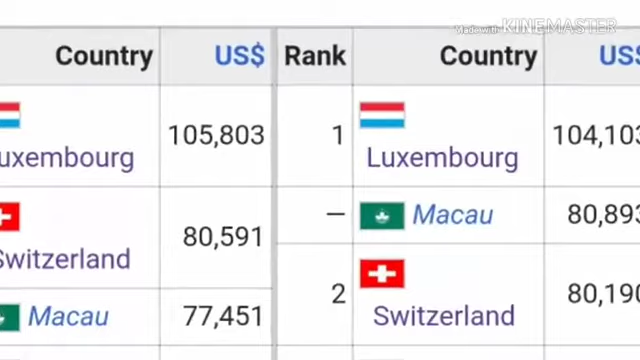 Made with KINEMASTER
Country US$ Rank Country US$
uxembourg 105,803 1 Luxembourg 104,103
— Macau 80,893
Switzerland 80,591
Macau 77,451 2 Switzerland 80,190